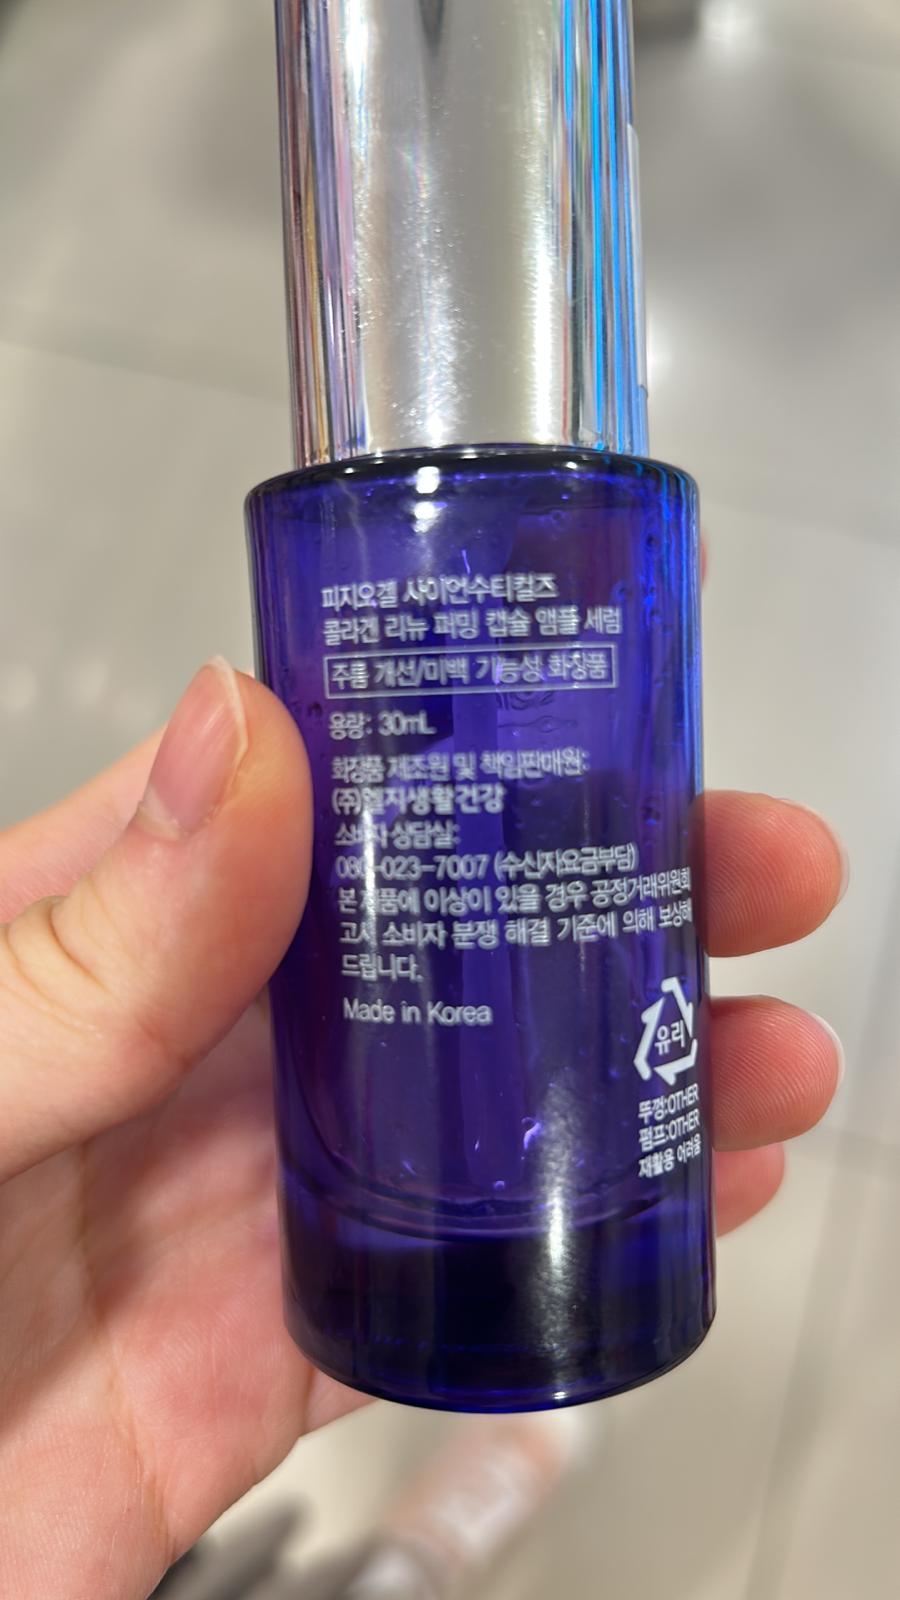 피지오겔 사이언수티컬즈
콜라겐 리뉴 퍼밍 캡슐 앰플 세럼
주름 개선/미백 기능성 화장품
용량: 30mL
화장품 제조원 및 책임판매원:
(주)엘지생활건강
소비자 상담실:
080-023-7007 (수신자요금부담)
본 제품에 이상이 있을 경우 공정거래위원회
고시 소비자 분쟁 해결 기준에 의해 보상해
드립니다.
Made in Korea
유리
뚜껑:OTHER
펌프:OTHER
재활용 어려움